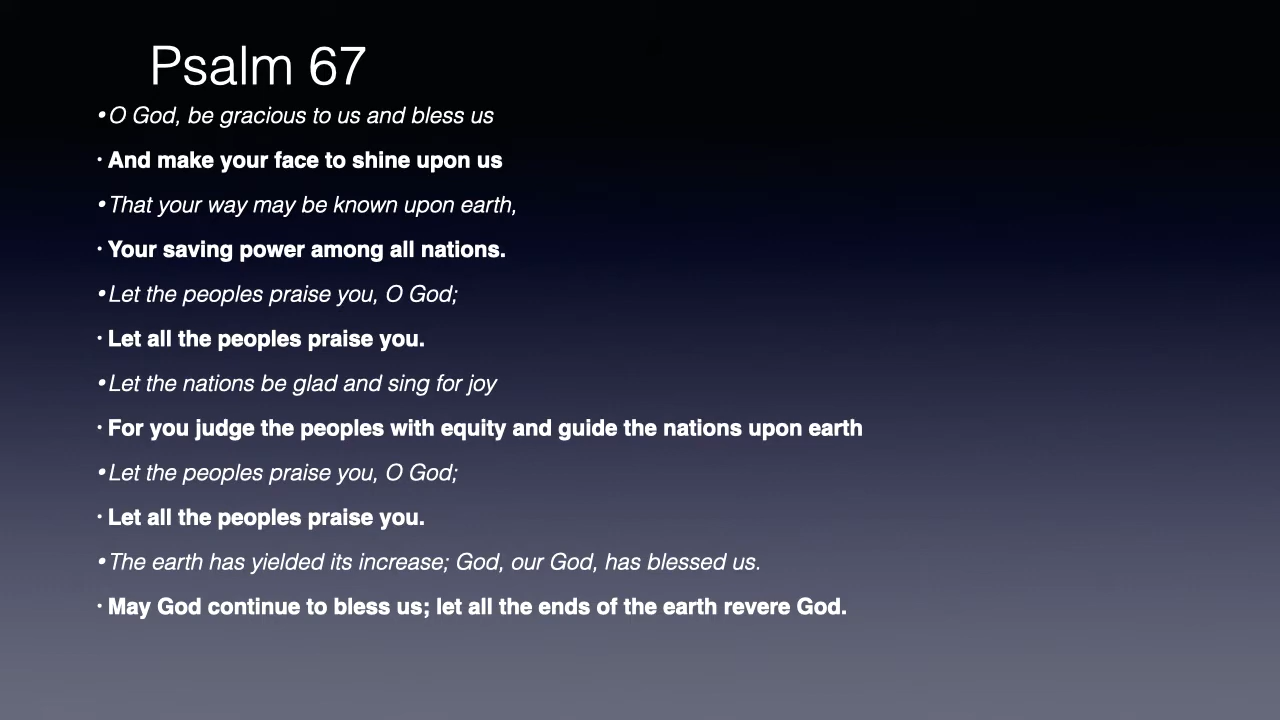 Psalm 67
•O God, be gracious to us and bless us
• And make your face to shine upon us
•That your way may be known upon earth,
• Your saving power among all nations.
•Let the peoples praise you, O God;
• Let all the peoples praise you.
•Let the nations be glad and sing for joy
• For you judge the peoples with equity and guide the nations upon earth
•Let the peoples praise you, O God;
• Let all the peoples praise you.
•The earth has yielded its increase; God, our God, has blessed us.
• May God continue to bless us; let all the ends of the earth revere God.